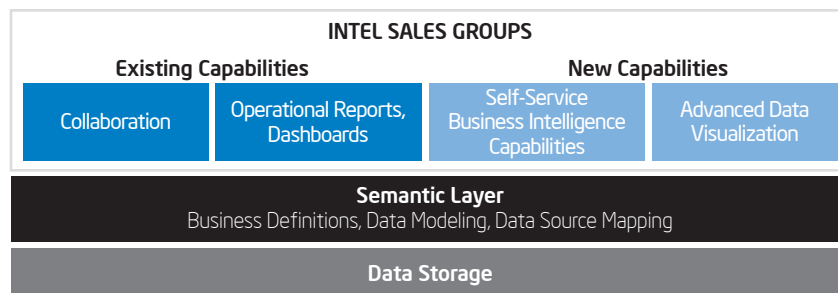 INTEL SALES GROUPS
Existing Capabilities
New Capabilities
Collaboration
Operational Reports,
Dashboards
Self-Service
Business Intelligence
Capabilities
Advanced Data
Visualization
Semantic Layer
Business Definitions, Data Modeling, Data Source Mapping
Data Storage